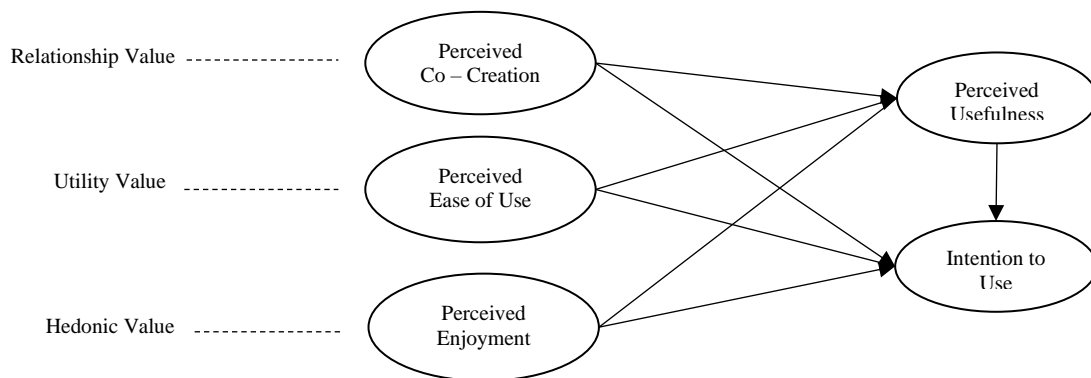 Relationship Value
Perceived
Co – Creation
Perceived
Usefulness
Utility Value
Perceived
Ease of Use
Intention to
Use
Hedonic Value
Perceived
Enjoyment